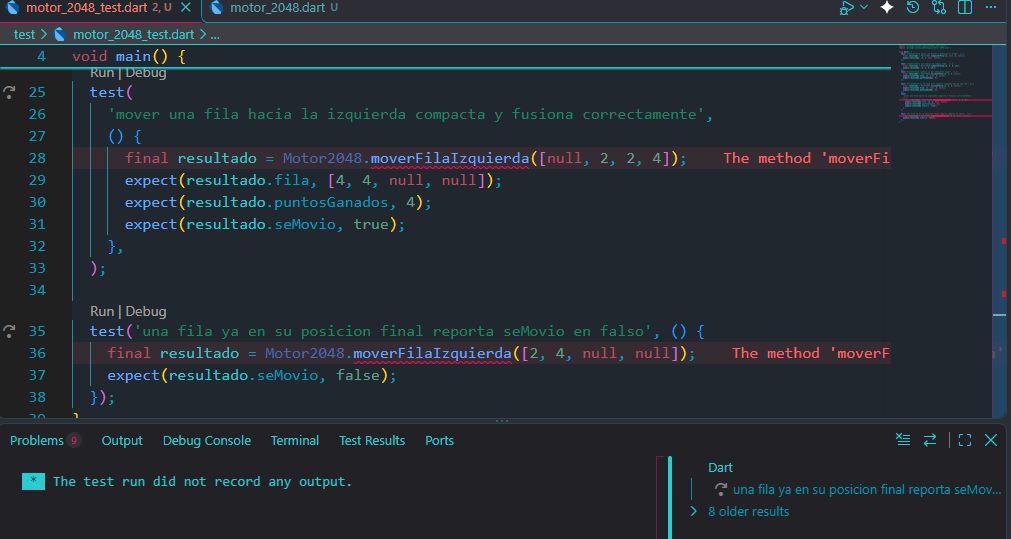 motor_2048_test.dart 2, U
motor_2048.dart U
test > motor_2048_test.dart > ...
4 void main() {
Run | Debug
25 test(
26 'mover una fila hacia la izquierda compacta y fusiona correctamente',
27 () {
28 final resultado = Motor2048.moverFilaIzquierda([null, 2, 2, 4]); The method 'moverFi
29 expect(resultado.fila, [4, 4, null, null]);
30 expect(resultado.puntosGanados, 4);
31 expect(resultado.seMovio, true);
32 },
33 );
34
Run | Debug
35 test('una fila ya en su posicion final reporta seMovio en falso', () {
36 final resultado = Motor2048.moverFilaIzquierda([2, 4, null, null]); The method 'moverF
37 expect(resultado.seMovio, false);
38 });
39 }
Problems 9 Output Debug Console Terminal Test Results Ports
* The test run did not record any output.
Dart
una fila ya en su posicion final reporta seMov...
8 older results